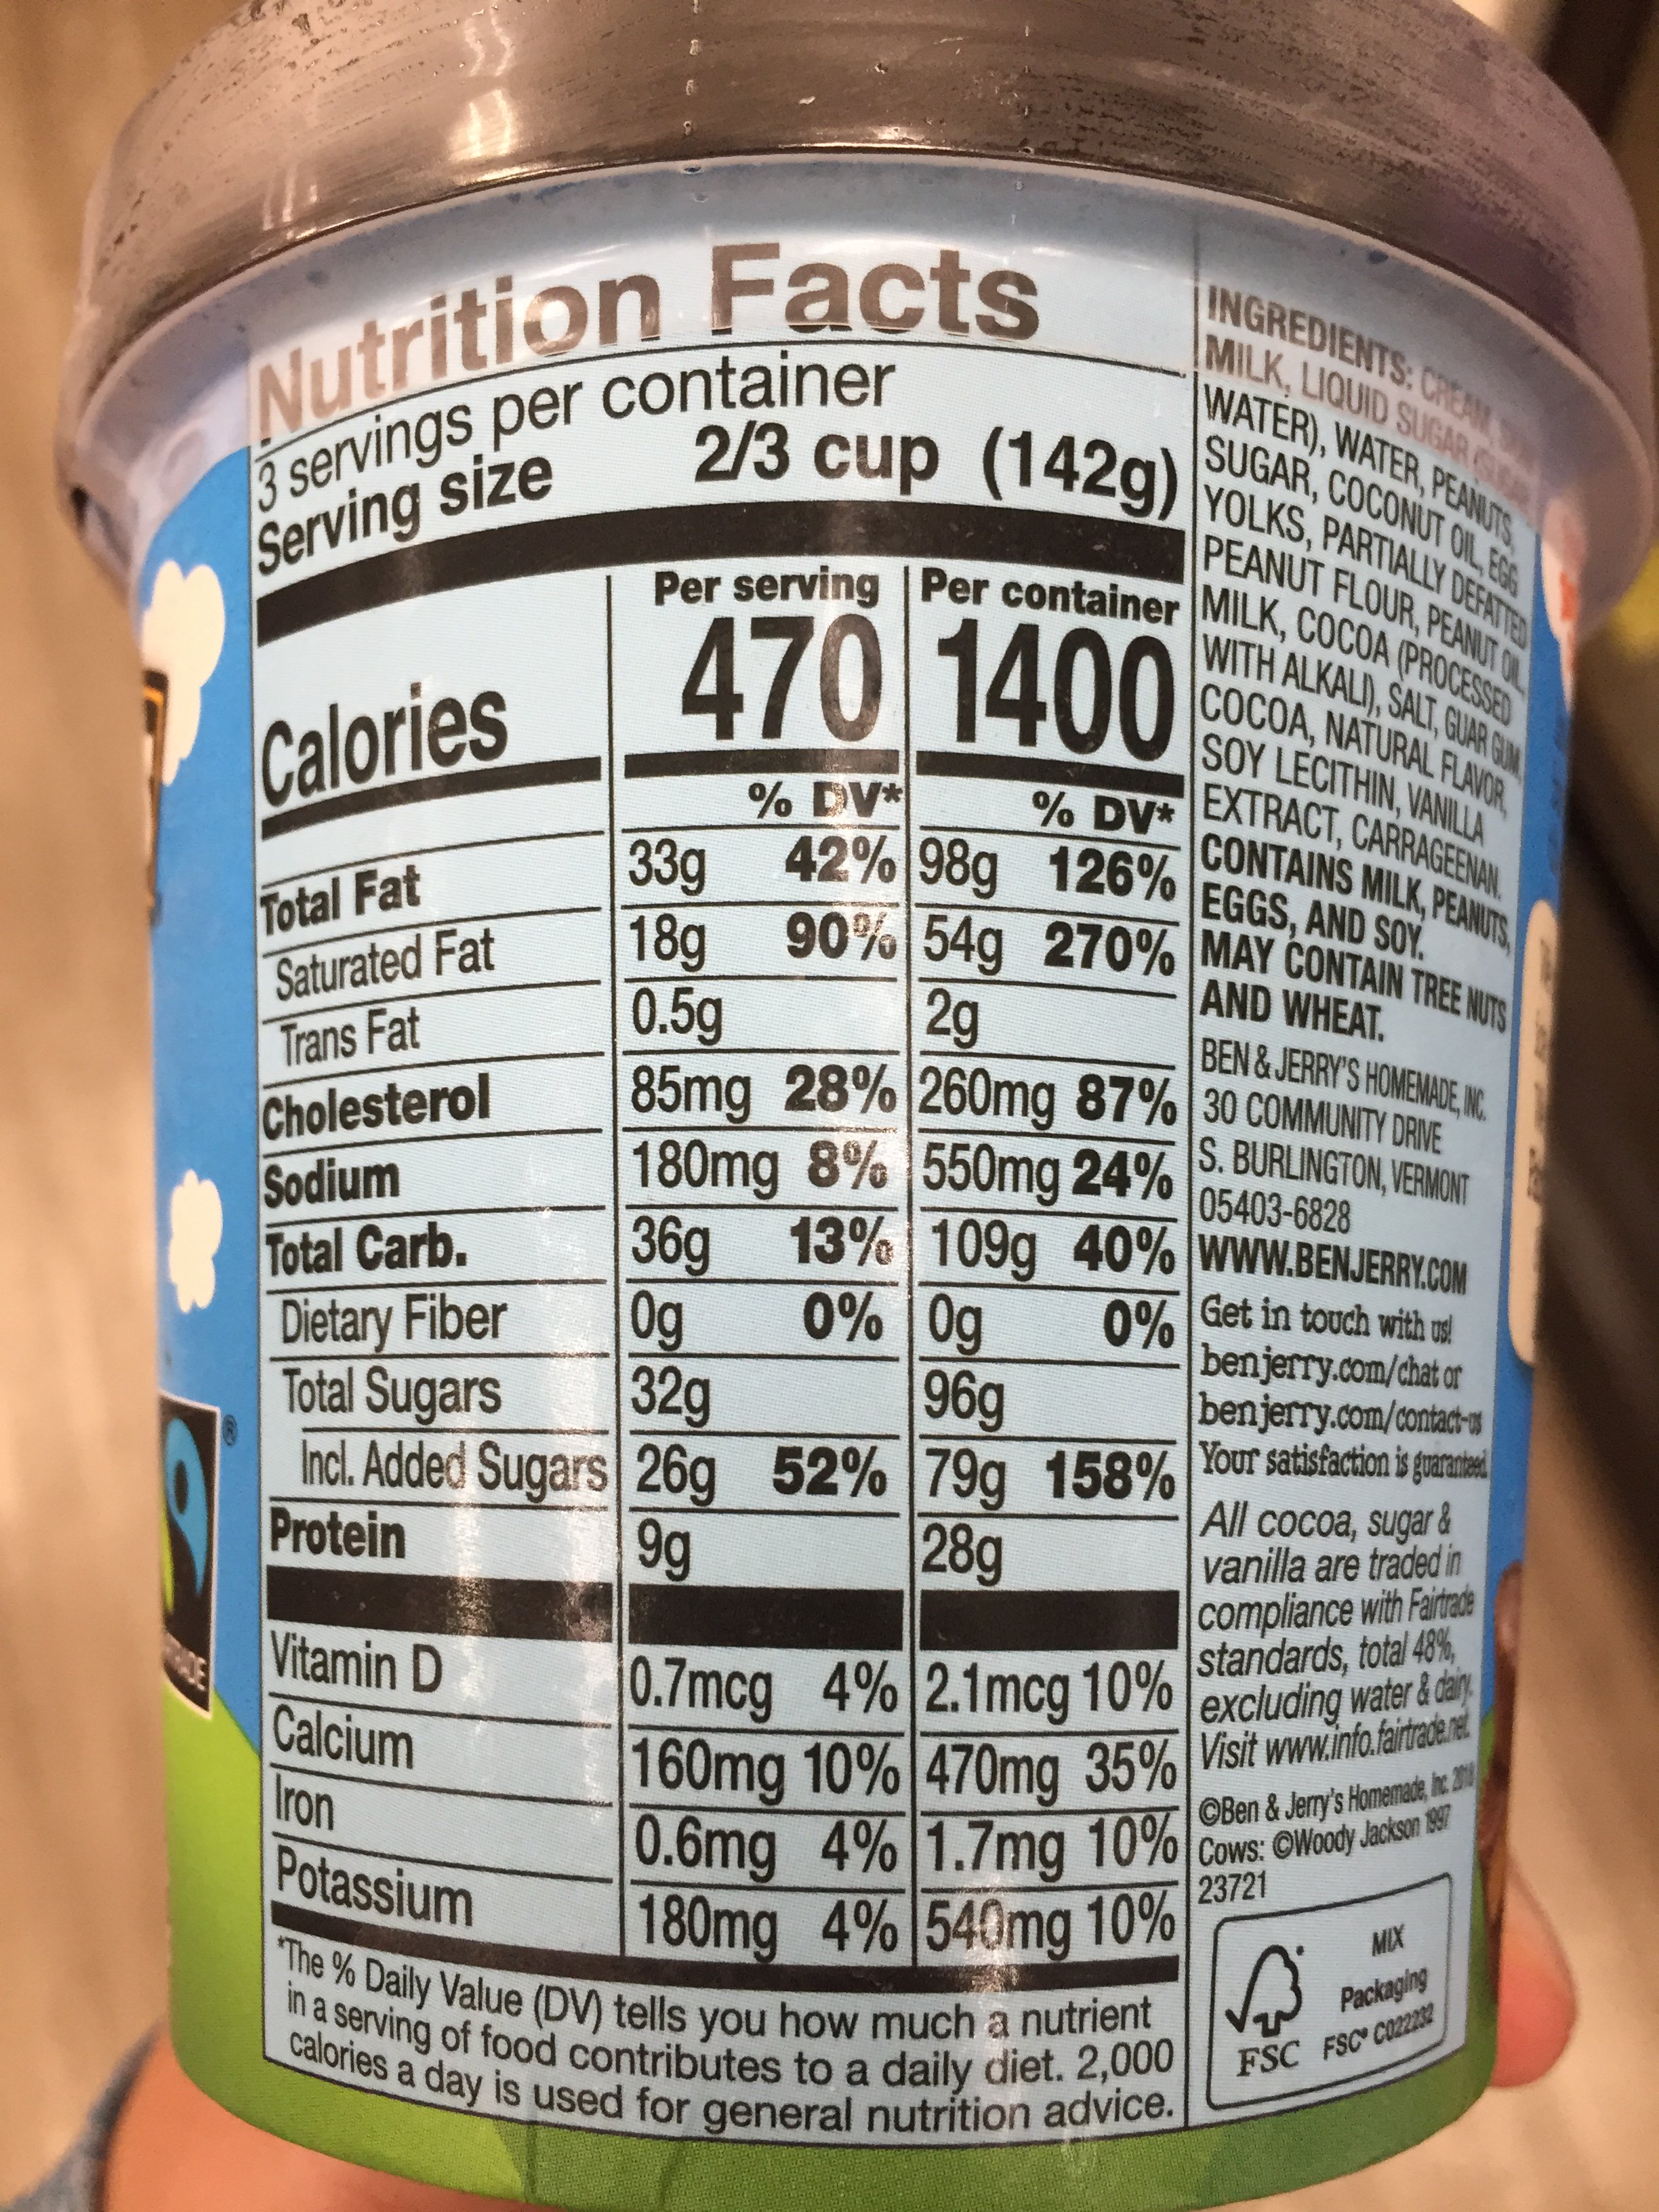 Nutrition Facts
3 servings per container
Serving size 2/3 cup (142g)
Per serving Per container
Calories 470 1400
% DV* % DV*
Total Fat 33g 42% 98g 126%
Saturated Fat 18g 90% 54g 270%
Trans Fat 0.5g 2g
Cholesterol 85mg 28% 260mg 87%
Sodium 180mg 8% 550mg 24%
Total Carb. 36g 13% 109g 40%
Dietary Fiber 0g 0% 0g 0%
Total Sugars 32g 96g
Incl. Added Sugars 26g 52% 79g 158%
Protein 9g 28g
Vitamin D 0.7mcg 4% 2.1mcg 10%
Calcium 160mg 10% 470mg 35%
Iron 0.6mg 4% 1.7mg 10%
Potassium 180mg 4% 540mg 10%
*The % Daily Value (DV) tells you how much a nutrient
in a serving of food contributes to a daily diet. 2,000
calories a day is used for general nutrition advice.
INGREDIENTS: CREAM,
MILK, LIQUID SUGAR (SUGAR,
WATER), WATER, PEANUTS,
SUGAR, COCONUT OIL, EGG
YOLKS, PARTIALLY DEFATTED
PEANUT FLOUR, PEANUT OIL,
MILK, COCOA (PROCESSED
WITH ALKALI), SALT, GUAR GUM,
COCOA, NATURAL FLAVOR,
SOY LECITHIN, VANILLA
EXTRACT, CARRAGEENAN.
CONTAINS MILK, PEANUTS,
EGGS, AND SOY.
MAY CONTAIN TREE NUTS
AND WHEAT.
BEN & JERRY'S HOMEMADE, INC.
30 COMMUNITY DRIVE
S. BURLINGTON, VERMONT
05403-6828
WWW.BENJERRY.COM
Get in touch with us!
benjerry.com/chat or
benjerry.com/contact-us
Your satisfaction is guaranteed.
All cocoa, sugar &
vanilla are traded in
compliance with Fairtrade
standards, total 48%,
excluding water & dairy.
Visit www.info.fairtrade.net.
©Ben & Jerry's Homemade, Inc. 2018
Cows: ©Woody Jackson 1997
23721
MIX
Packaging
FSC FSC® C022232
®